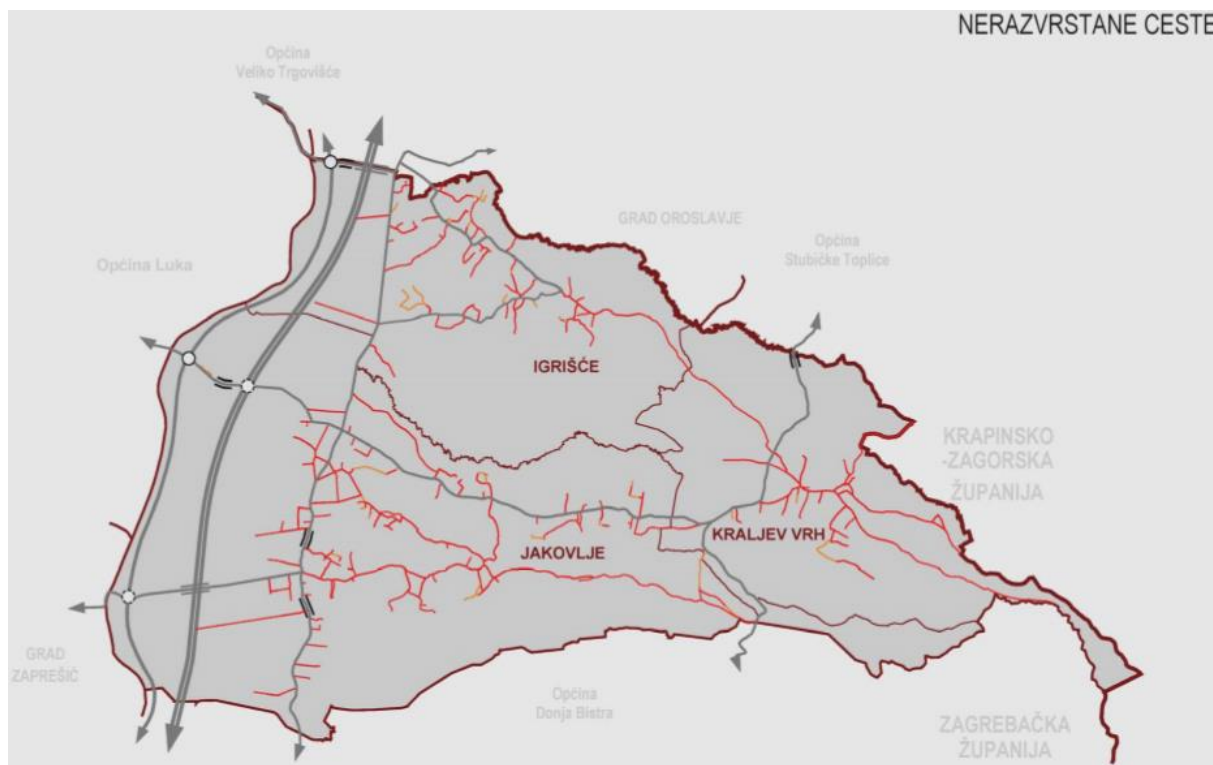 NERAZVRSTANE CESTE
Općina
Veliko Trgovišće
GRAD OROSLAVJE
Općina
Stubičke Toplice
Općina Luka
IGRIŠĆE
KRAPINSKO
-ZAGORSKA
ŽUPANIJA
JAKOVLJE
KRALJEV VRH
GRAD
ZAPREŠIĆ
Općina
Donja Bistra
ZAGREBAČKA
ŽUPANIJA